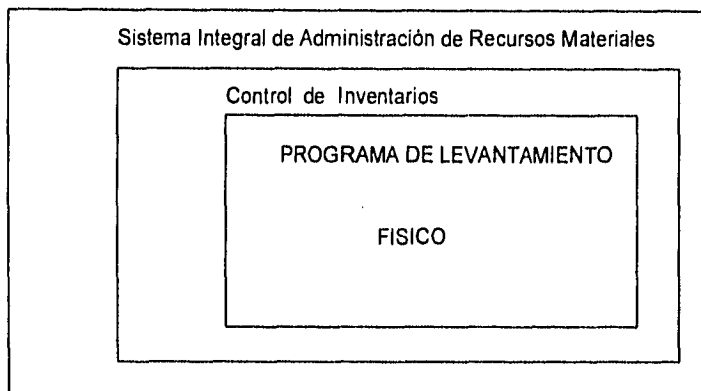 Sistema Integral de Administración de Recursos Materiales
Control de Inventarios
PROGRAMA DE LEVANTAMIENTO
FISICO